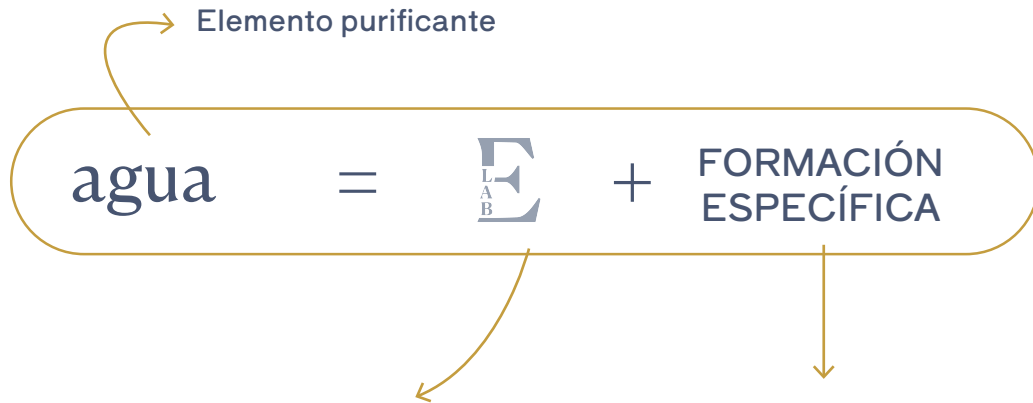 Elemento purificante
agua = E LAB + FORMACIÓN
ESPECÍFICA